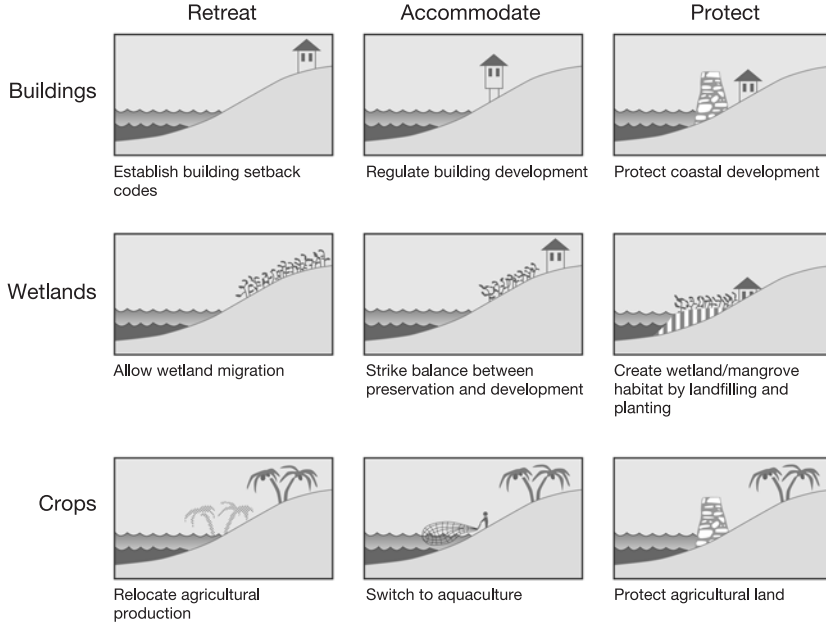 Retreat
Accommodate
Protect
Buildings
Establish building setback
codes
Regulate building development
Protect coastal development
Wetlands
Allow wetland migration
Strike balance between
preservation and development
Create wetland/mangrove
habitat by landfilling and
planting
Crops
Relocate agricultural
production
Switch to aquaculture
Protect agricultural land